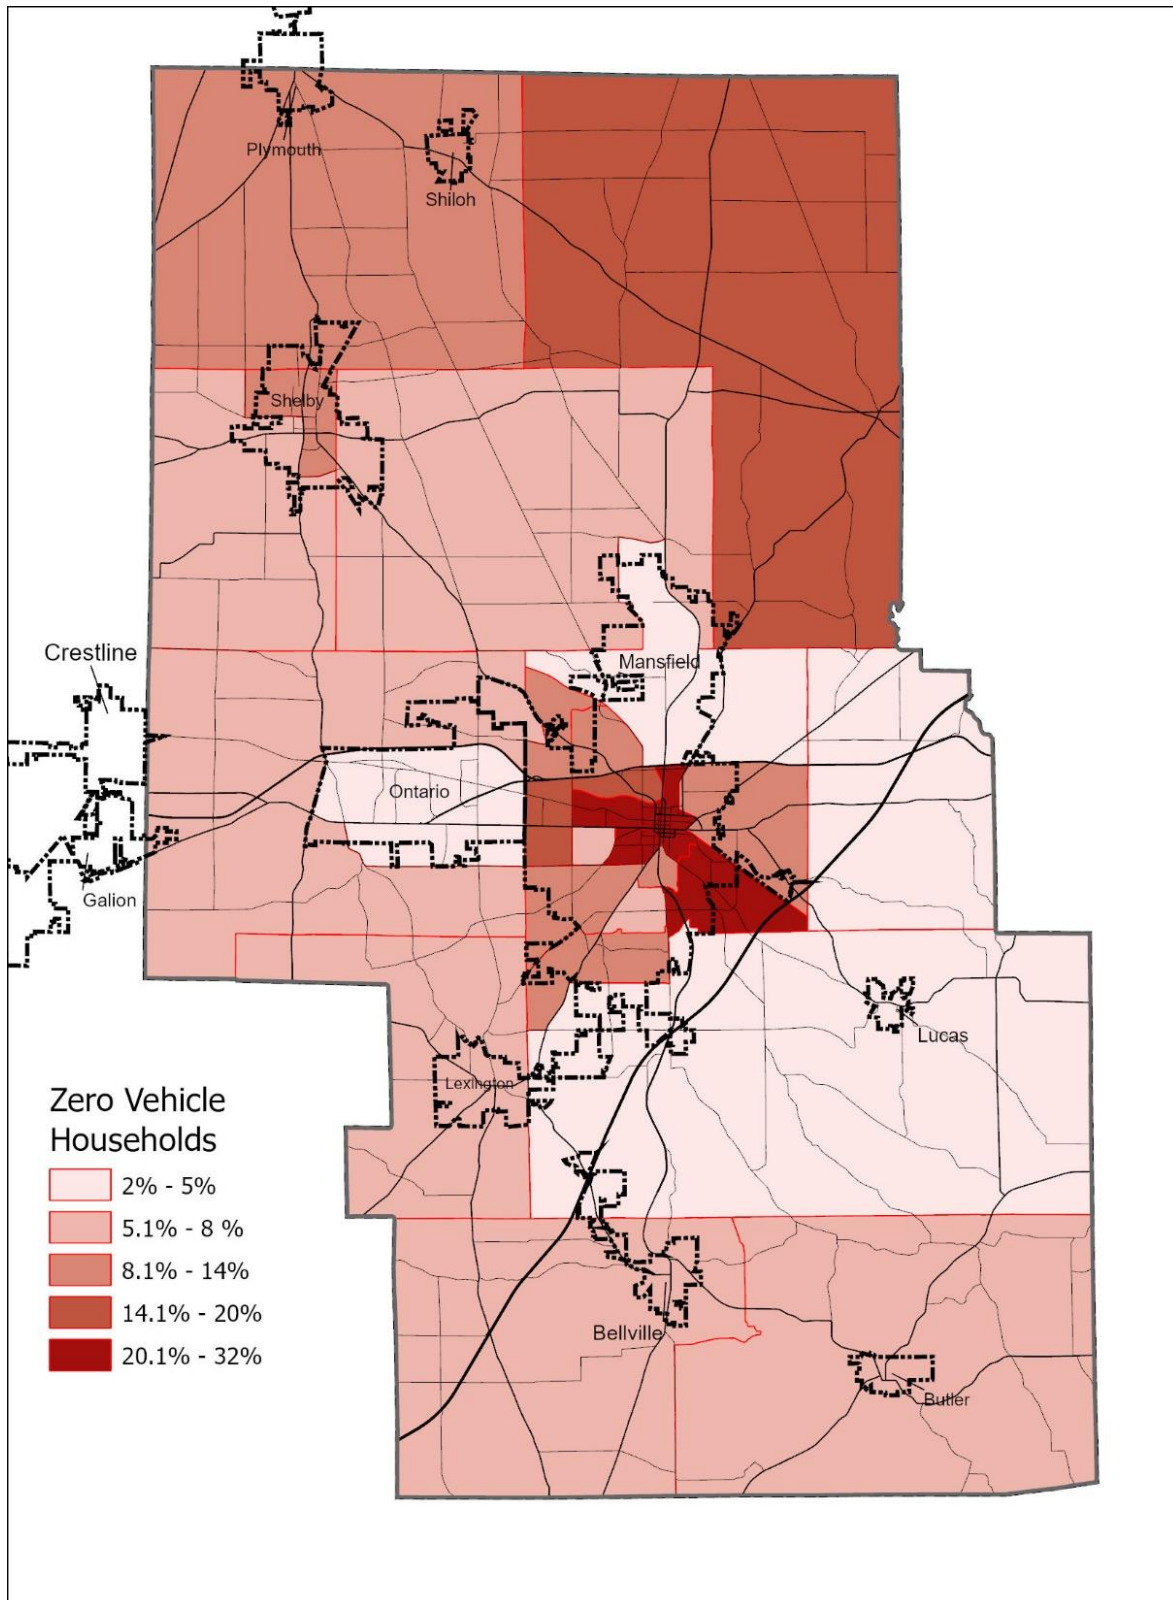 Plymouth
Shiloh
Shelby
Crestline
Mansfield
Ontario
Galion
Lucas
Lexington
Zero Vehicle
Households
2% - 5%
5.1% - 8 %
8.1% - 14%
14.1% - 20%
20.1% - 32%
Bellville
Butler